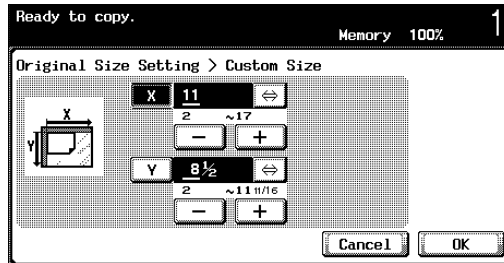 Ready to copy.
Memory 100% 1
Original Size Setting > Custom Size
X 11 ⇔
2 ~17
− +
X
Y
Y 8½ ⇔
2 ~11 11/16
− +
Cancel OK